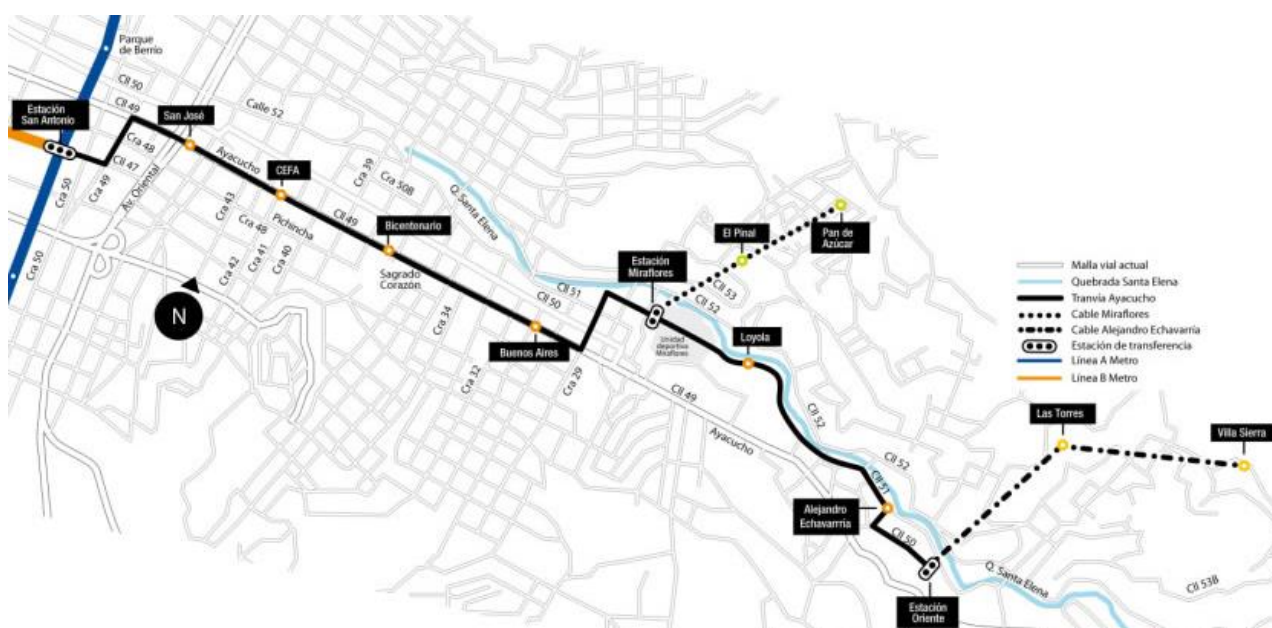 Parque
de Berrío
Cll 50
Cll 49
Estación
San Antonio
San José
Calle 52
Cra 48
Cll 47
Ayacucho
CEFA
Cra 39
Cra 50B
Cra 50
Cra 49
Av. Oriental
Cra 43
Pichincha
Cll 49
Q. Santa Elena
Cra 48
Cra 41
Cra 40
Cra 42
Bicentenario
Sagrado
Corazón
Cra 50
N
Cll 51
Cll 50
Estación
Miraflores
El Pinal
Pan de
Azúcar
Cll 53
Cll 52
Cra 34
Buenos Aires
Cra 32
Cra 29
Unidad
deportiva
Miraflores
Loyola
Cll 49
Ayacucho
Cll 52
Cll 52
Cll 51
Alejandro
Echavarrría
Cll 50
Estación
Oriente
Q. Santa Elena
Cll 53B
Las Torres
Villa Sierra
Malla vial actual
Quebrada Santa Elena
Tranvía Ayacucho
Cable Miraflores
Cable Alejandro Echavarría
Estación de transferencia
Línea A Metro
Línea B Metro